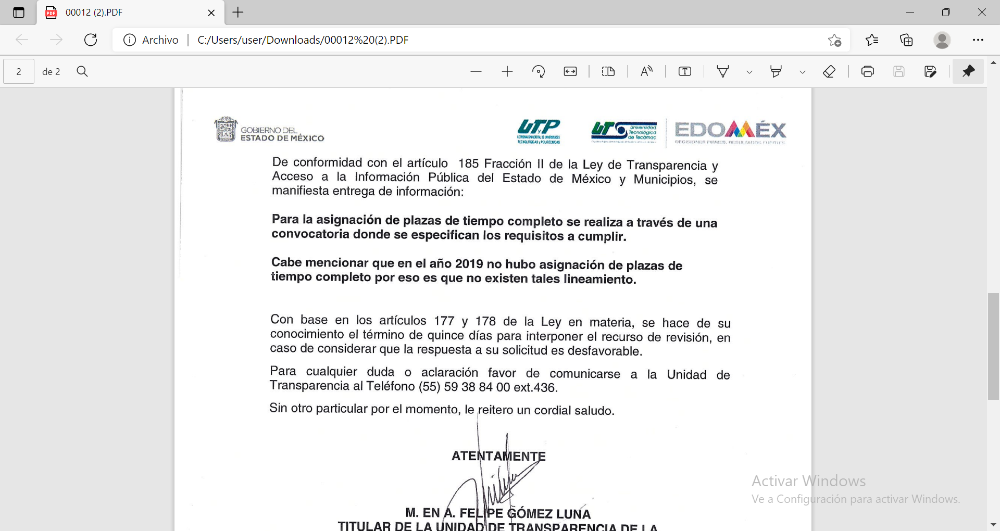 00012 (2).PDF
Archivo
C:/Users/user/Downloads/00012%20(2).PDF
2
de 2
GOBIERNO DEL
ESTADO DE MÉXICO
UTyP
COORDINACIÓN GENERAL DE UNIVERSIDADES
TECNOLÓGICAS y POLITÉCNICAS
UT
Universidad
Tecnológica
de Tecámac
EDOMÉX
DECISIONES FIRMES, RESULTADOS FUERTES
De conformidad con el artículo 185 Fracción II de la Ley de Transparencia y
Acceso a la Información Pública del Estado de México y Municipios, se
manifiesta entrega de información:
Para la asignación de plazas de tiempo completo se realiza a través de una
convocatoria donde se especifican los requisitos a cumplir.
Cabe mencionar que en el año 2019 no hubo asignación de plazas de
tiempo completo por eso es que no existen tales lineamiento.
Con base en los artículos 177 y 178 de la Ley en materia, se hace de su
conocimiento el término de quince días para interponer el recurso de revisión, en
caso de considerar que la respuesta a su solicitud es desfavorable.
Para cualquier duda o aclaración favor de comunicarse a la Unidad de
Transparencia al Teléfono (55) 59 38 84 00 ext.436.
Sin otro particular por el momento, le reitero un cordial saludo.
ATENTAMENTE
M. EN A. FELIPE GÓMEZ LUNA
TITULAR DE LA UNIDAD DE TRANSPARENCIA DE LA
Activar Windows
Ve a Configuración para activar Windows.